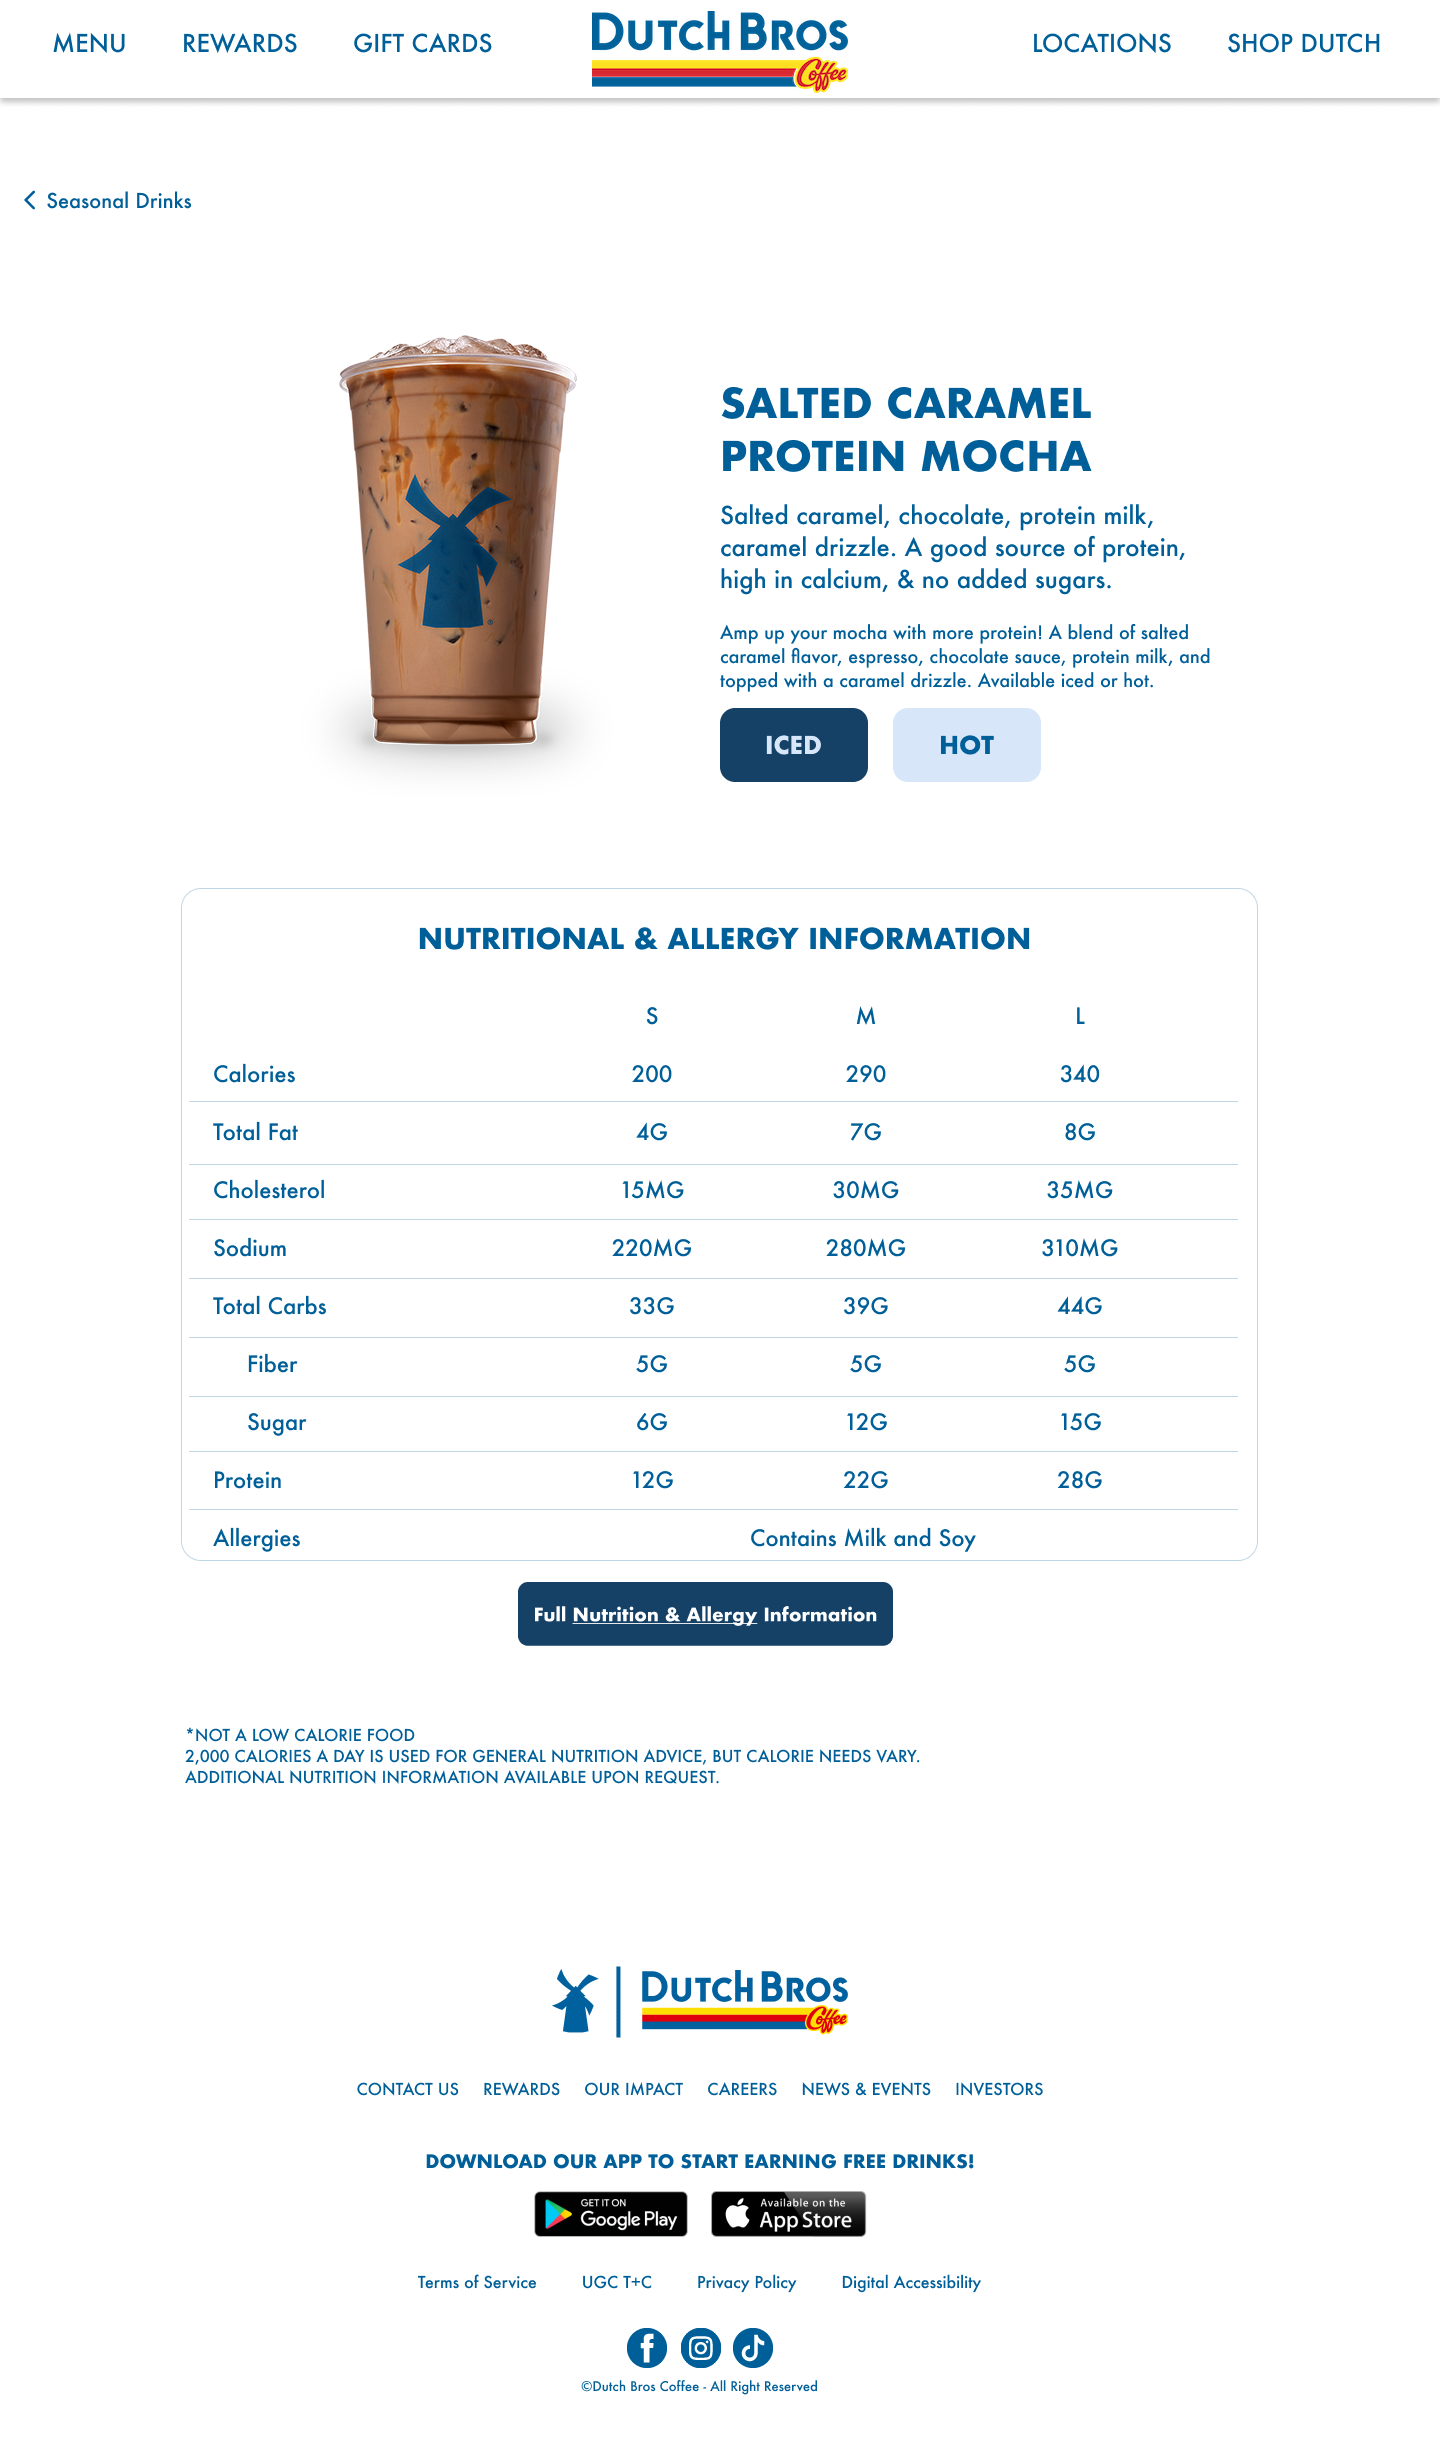 MENU REWARDS GIFT CARDS DUTCH BROS Coffee LOCATIONS SHOP DUTCH
Seasonal Drinks
SALTED CARAMEL
PROTEIN MOCHA
Salted caramel, chocolate, protein milk,
caramel drizzle. A good source of protein,
high in calcium, & no added sugars.
Amp up your mocha with more protein! A blend of salted
caramel flavor, espresso, chocolate sauce, protein milk, and
topped with a caramel drizzle. Available iced or hot.
ICED HOT
NUTRITIONAL & ALLERGY INFORMATION
S M L
Calories 200 290 340
Total Fat 4G 7G 8G
Cholesterol 15MG 30MG 35MG
Sodium 220MG 280MG 310MG
Total Carbs 33G 39G 44G
Fiber 5G 5G 5G
Sugar 6G 12G 15G
Protein 12G 22G 28G
Allergies Contains Milk and Soy
Full Nutrition & Allergy Information
*NOT A LOW CALORIE FOOD
2,000 CALORIES A DAY IS USED FOR GENERAL NUTRITION ADVICE, BUT CALORIE NEEDS VARY.
ADDITIONAL NUTRITION INFORMATION AVAILABLE UPON REQUEST.
DUTCH BROS Coffee
CONTACT US REWARDS OUR IMPACT CAREERS NEWS & EVENTS INVESTORS
DOWNLOAD OUR APP TO START EARNING FREE DRINKS!
GET IT ON Google Play Available on the App Store
Terms of Service UGC T+C Privacy Policy Digital Accessibility
©Dutch Bros Coffee - All Right Reserved